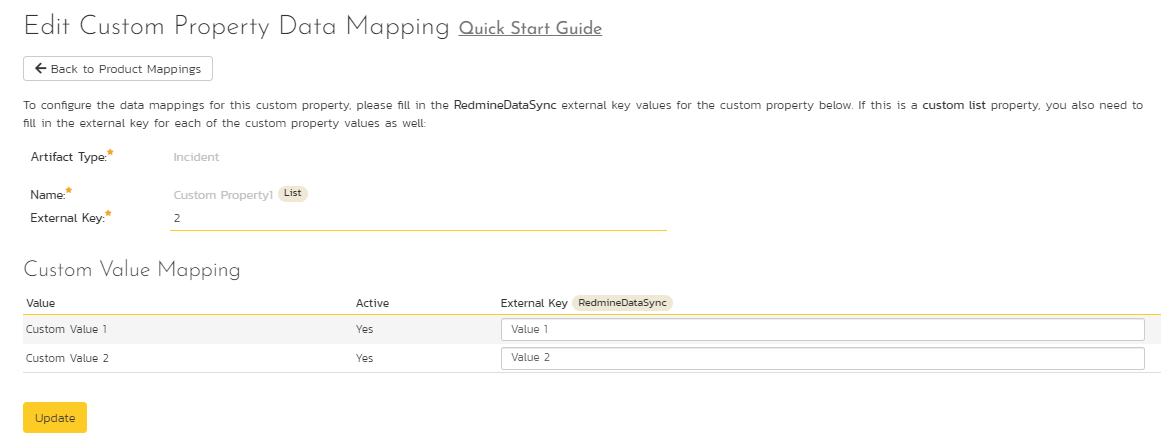 Edit Custom Property Data Mapping Quick Start Guide
← Back to Product Mappings
To configure the data mappings for this custom property, please fill in the RedmineDataSync external key values for the custom property below. If this is a custom list property, you also need to
fill in the external key for each of the custom property values as well:
Artifact Type:* Incident
Name:* Custom Property1 List
External Key:* 2
Custom Value Mapping
Value Active External Key RedmineDataSync
Custom Value 1 Yes Value 1
Custom Value 2 Yes Value 2
Update